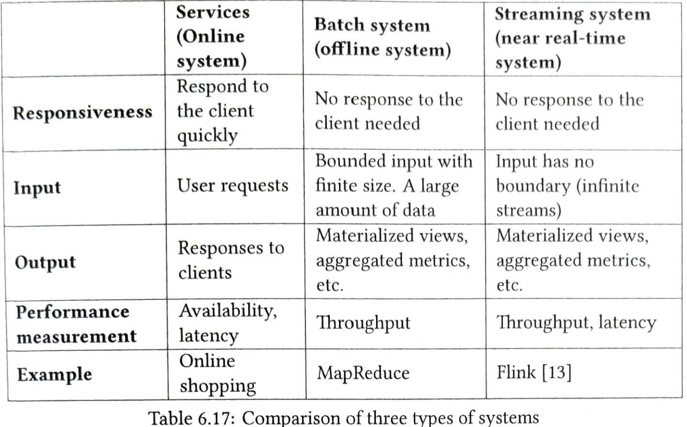 Services
(Online
system)
Batch system
(offline system)
Streaming system
(near real-time
system)
Responsiveness
Respond to
the client
quickly
No response to the
client needed
No response to the
client needed
Input
User requests
Bounded input with
finite size. A large
amount of data
Input has no
boundary (infinite
streams)
Output
Responses to
clients
Materialized views,
aggregated metrics,
etc.
Materialized views,
aggregated metrics,
etc.
Performance
measurement
Availability,
latency
Throughput
Throughput, latency
Example
Online
shopping
MapReduce
Flink [13]
Table 6.17: Comparison of three types of systems